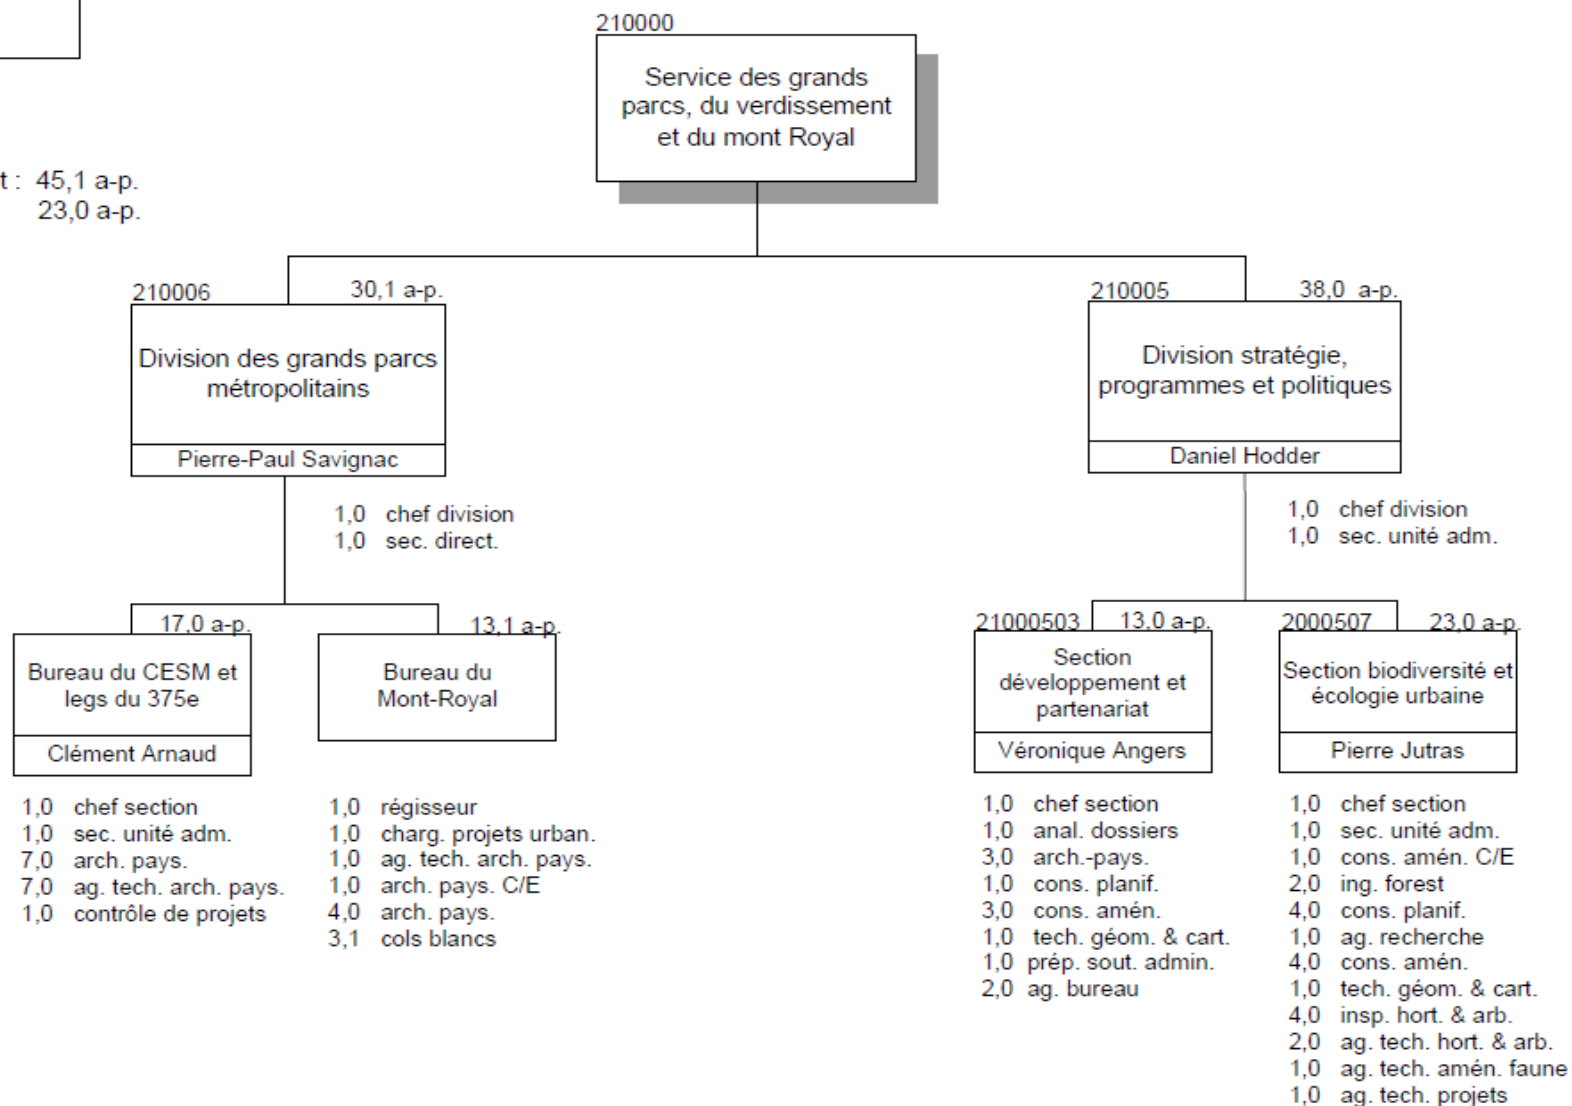 210000
Service des grands
parcs, du verdissement
et du mont Royal
t : 45,1 a-p.
23,0 a-p.
210006 30,1 a-p.
Division des grands parcs
métropolitains
Pierre-Paul Savignac
1,0 chef division
1,0 sec. direct.
210005 38,0 a-p.
Division stratégie,
programmes et politiques
Daniel Hodder
1,0 chef division
1,0 sec. unité adm.
17,0 a-p.
Bureau du CESM et
legs du 375e
Clément Arnaud
1,0 chef section
1,0 sec. unité adm.
7,0 arch. pays.
7,0 ag. tech. arch. pays.
1,0 contrôle de projets
13,1 a-p.
Bureau du
Mont-Royal
1,0 régisseur
1,0 charg. projets urban.
1,0 ag. tech. arch. pays.
1,0 arch. pays. C/E
4,0 arch. pays.
3,1 cols blancs
21000503 13,0 a-p.
Section
développement et
partenariat
Véronique Angers
1,0 chef section
1,0 anal. dossiers
3,0 arch.-pays.
1,0 cons. planif.
3,0 cons. amén.
1,0 tech. géom. & cart.
1,0 prép. sout. admin.
2,0 ag. bureau
2000507 23,0 a-p.
Section biodiversité et
écologie urbaine
Pierre Jutras
1,0 chef section
1,0 sec. unité adm.
1,0 cons. amén. C/E
2,0 ing. forest
4,0 cons. planif.
1,0 ag. recherche
4,0 cons. amén.
1,0 tech. géom. & cart.
4,0 insp. hort. & arb.
2,0 ag. tech. hort. & arb.
1,0 ag. tech. amén. faune
1,0 ag. tech. projets